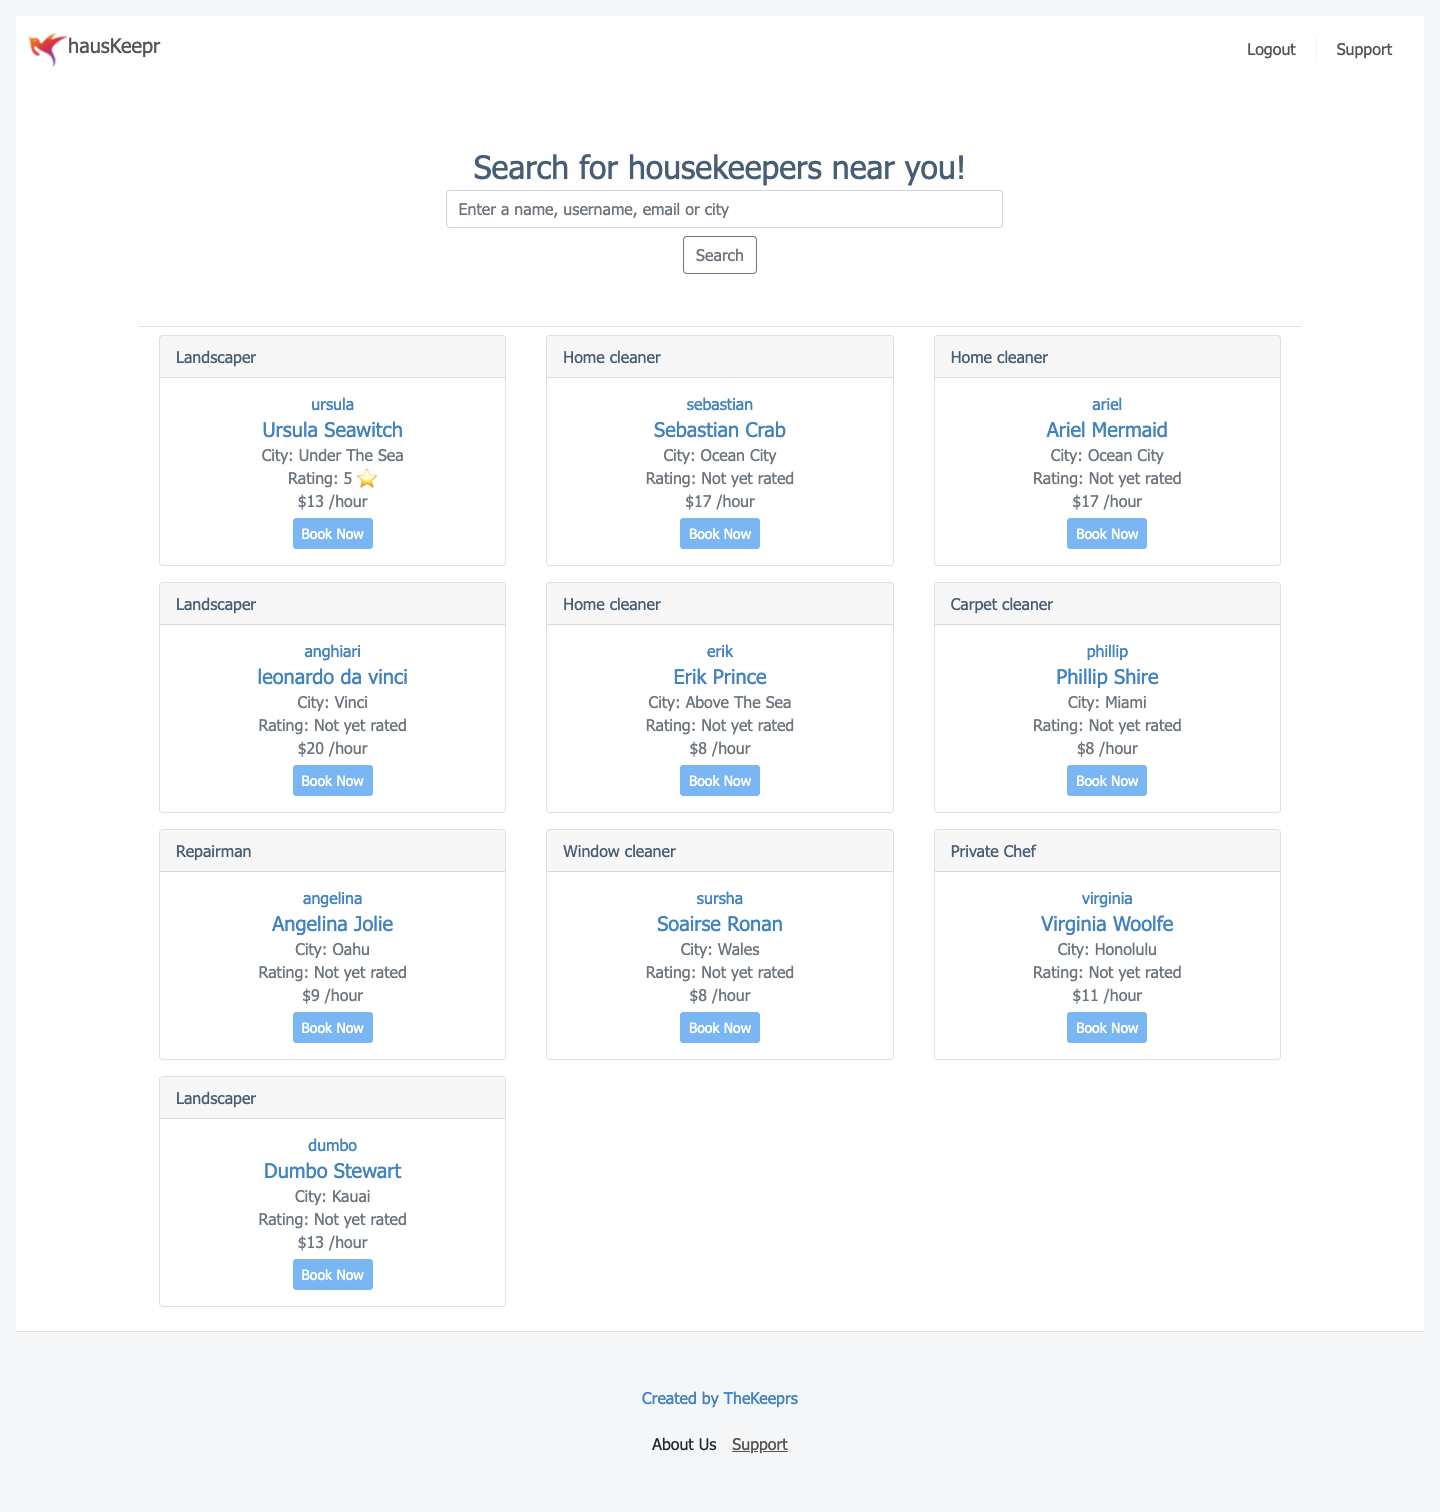 hausKeepr
Logout
Support
Search for housekeepers near you!
Enter a name, username, email or city
Search
Landscaper
ursula
Ursula Seawitch
City: Under The Sea
Rating: 5 ⭐
$13 /hour
Book Now
Home cleaner
sebastian
Sebastian Crab
City: Ocean City
Rating: Not yet rated
$17 /hour
Book Now
Home cleaner
ariel
Ariel Mermaid
City: Ocean City
Rating: Not yet rated
$17 /hour
Book Now
Landscaper
anghiari
leonardo da vinci
City: Vinci
Rating: Not yet rated
$20 /hour
Book Now
Home cleaner
erik
Erik Prince
City: Above The Sea
Rating: Not yet rated
$8 /hour
Book Now
Carpet cleaner
phillip
Phillip Shire
City: Miami
Rating: Not yet rated
$8 /hour
Book Now
Repairman
angelina
Angelina Jolie
City: Oahu
Rating: Not yet rated
$9 /hour
Book Now
Window cleaner
sursha
Soairse Ronan
City: Wales
Rating: Not yet rated
$8 /hour
Book Now
Private Chef
virginia
Virginia Woolfe
City: Honolulu
Rating: Not yet rated
$11 /hour
Book Now
Landscaper
dumbo
Dumbo Stewart
City: Kauai
Rating: Not yet rated
$13 /hour
Book Now
Created by TheKeeprs
About Us
Support